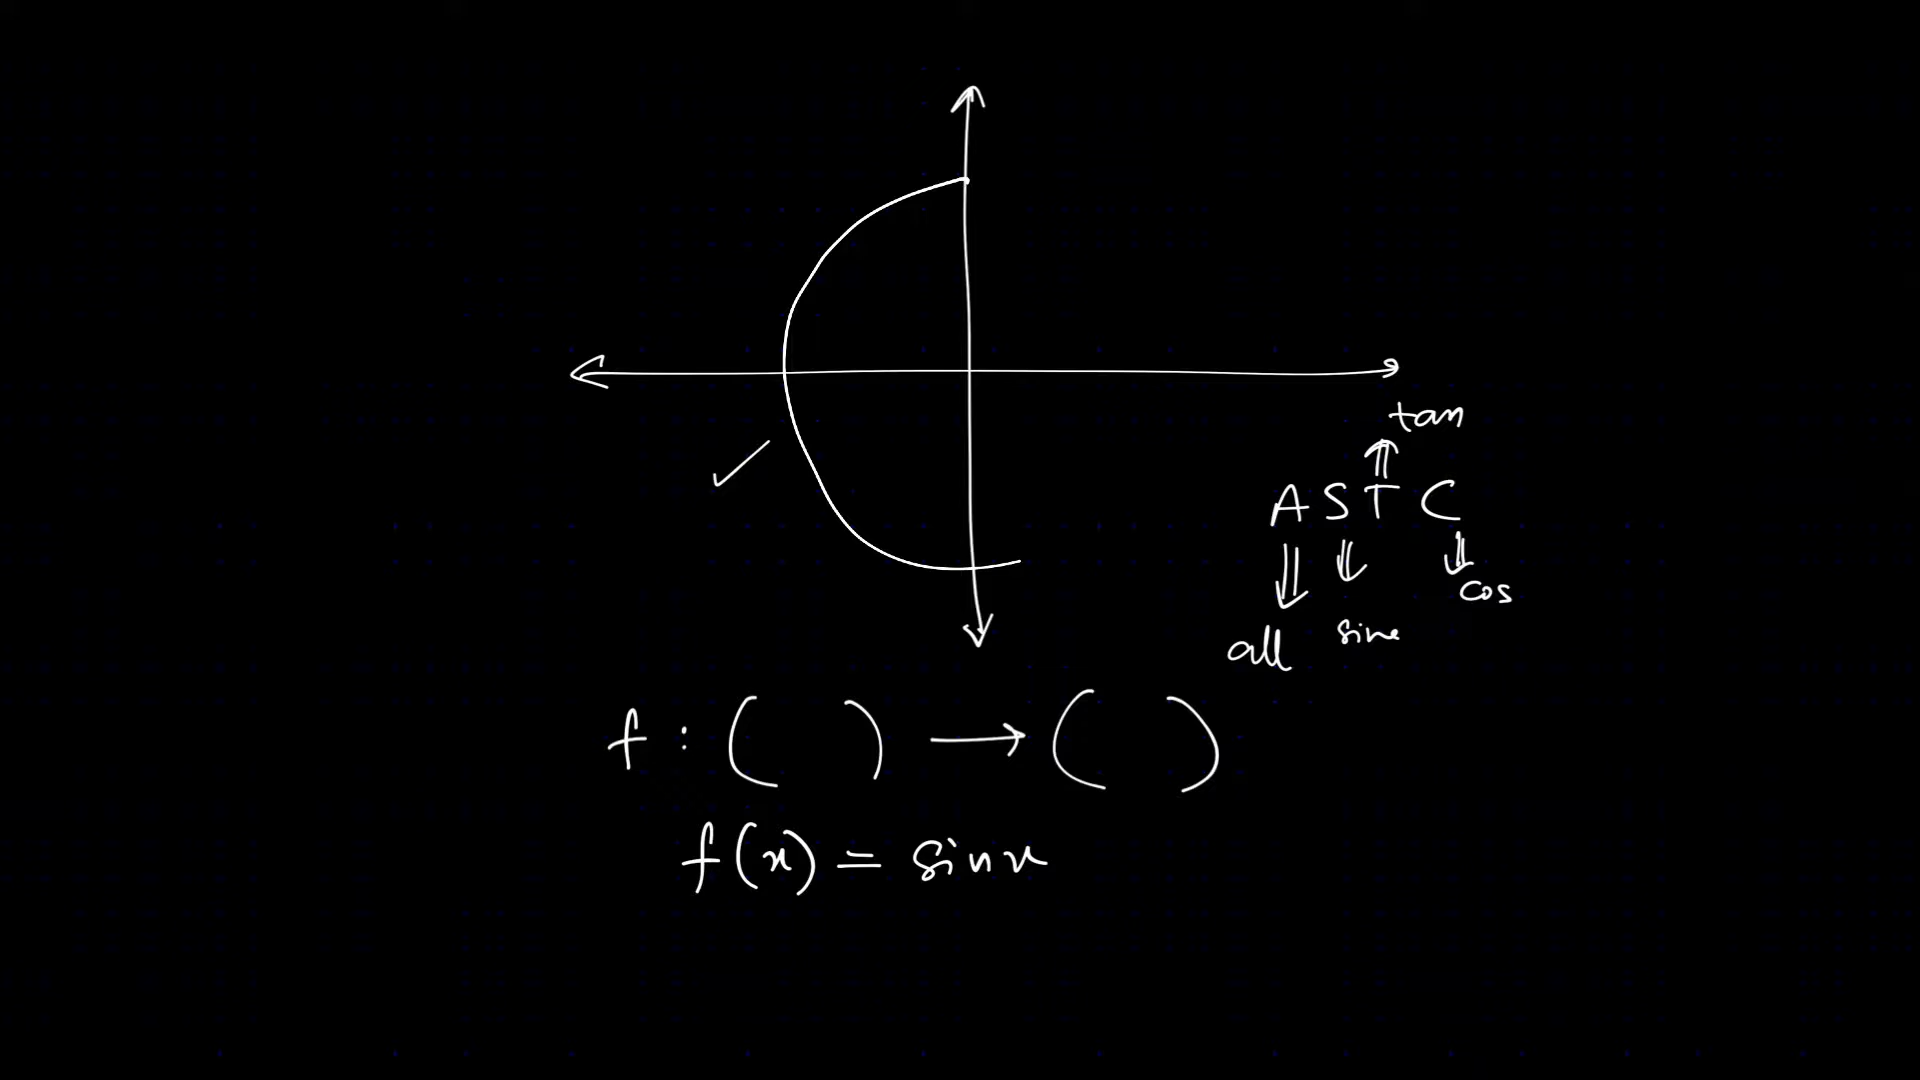 tan
A S T C
cos
all sine
f : ( ) → ( )
f(x) = sinx